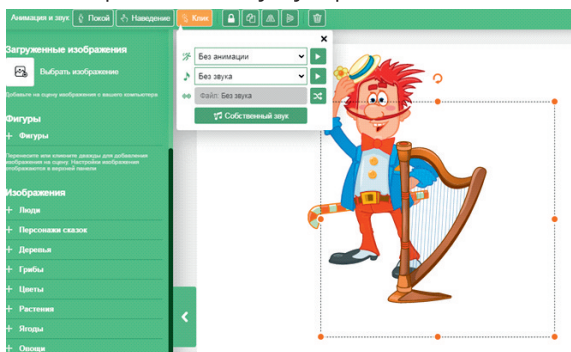 Анимация и звук Покой Наведение Клик
Без анимации
Без звука
Файл: Без звука
Собственный звук
Загруженные изображения
Выбрать изображение
Добавьте на сцену изображения с вашего компьютера
Фигуры
+ Фигуры
Перенесите или кликните дважды для добавления
изображения на сцену. Настройки изображения
отображаются в верхней панели
Изображения
+ Люди
+ Персонажи сказок
+ Деревья
+ Грибы
+ Цветы
+ Растения
+ Ягоды
+ Овощи